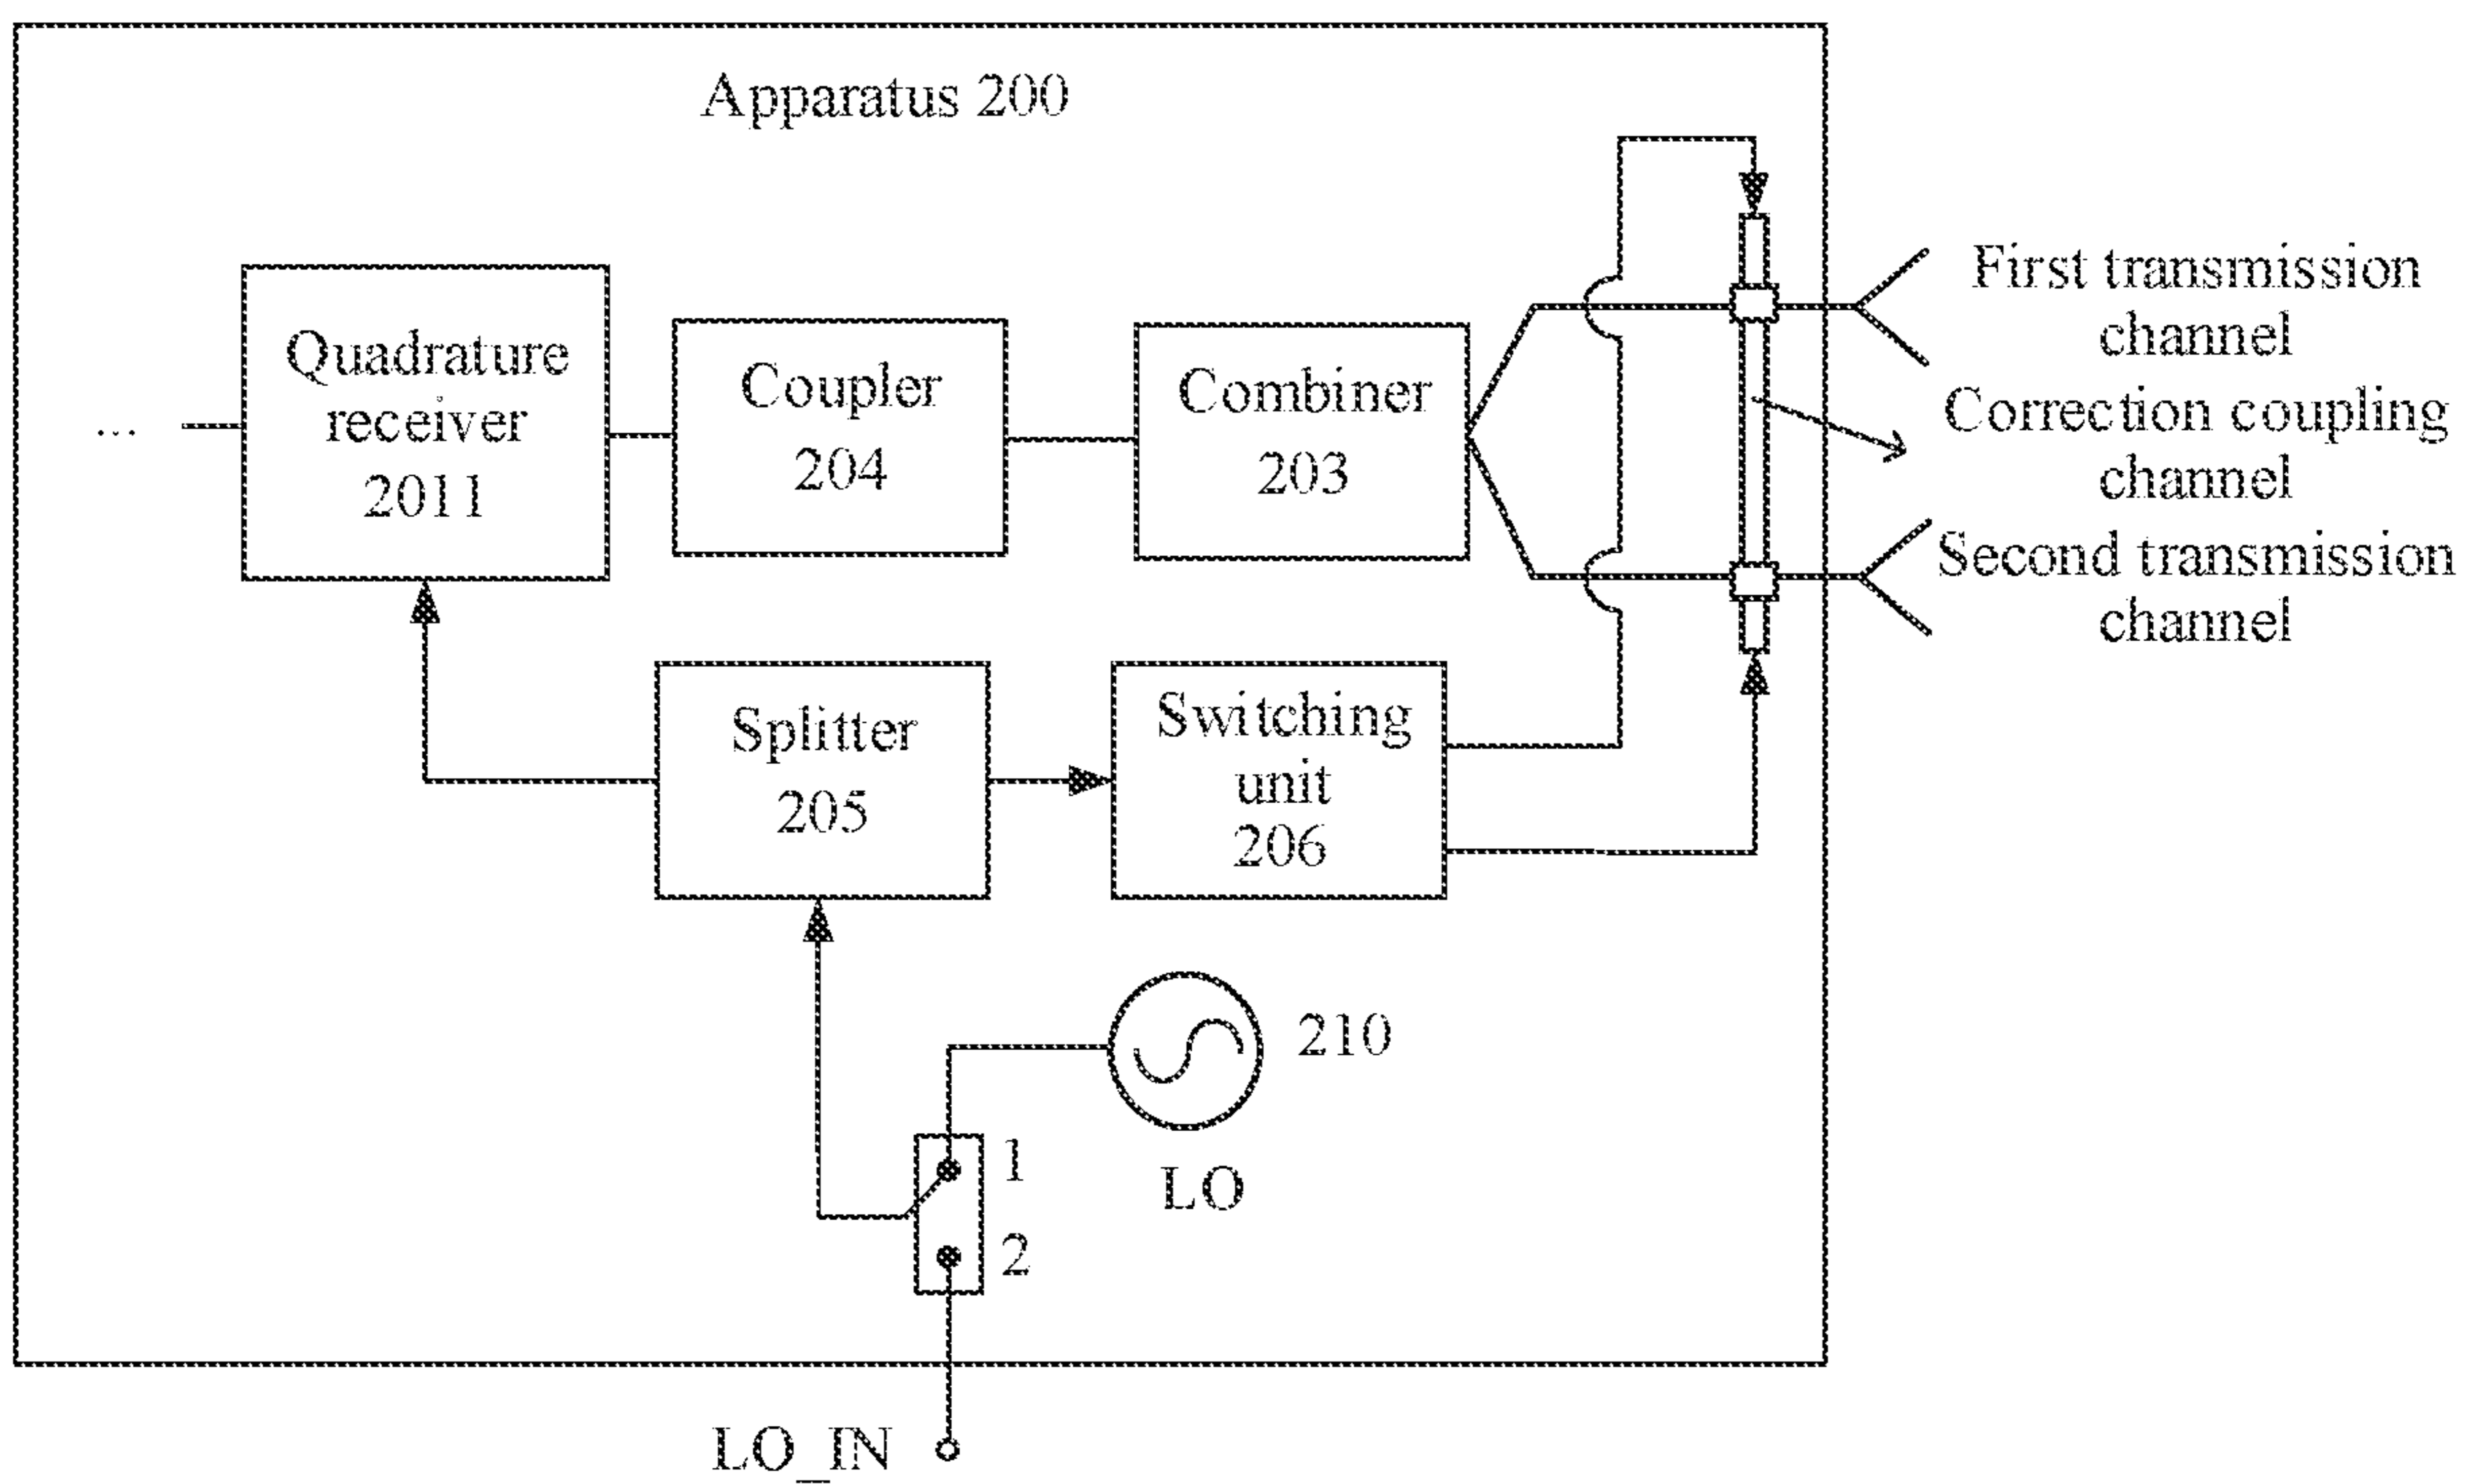 Apparatus 200
First transmission
channel
Correction coupling
channel
Second transmission
channel
...
Quadrature
receiver
2011
Coupler
204
Combiner
203
Splitter
205
Switching
unit
206
210
LO
1
2
LO_IN